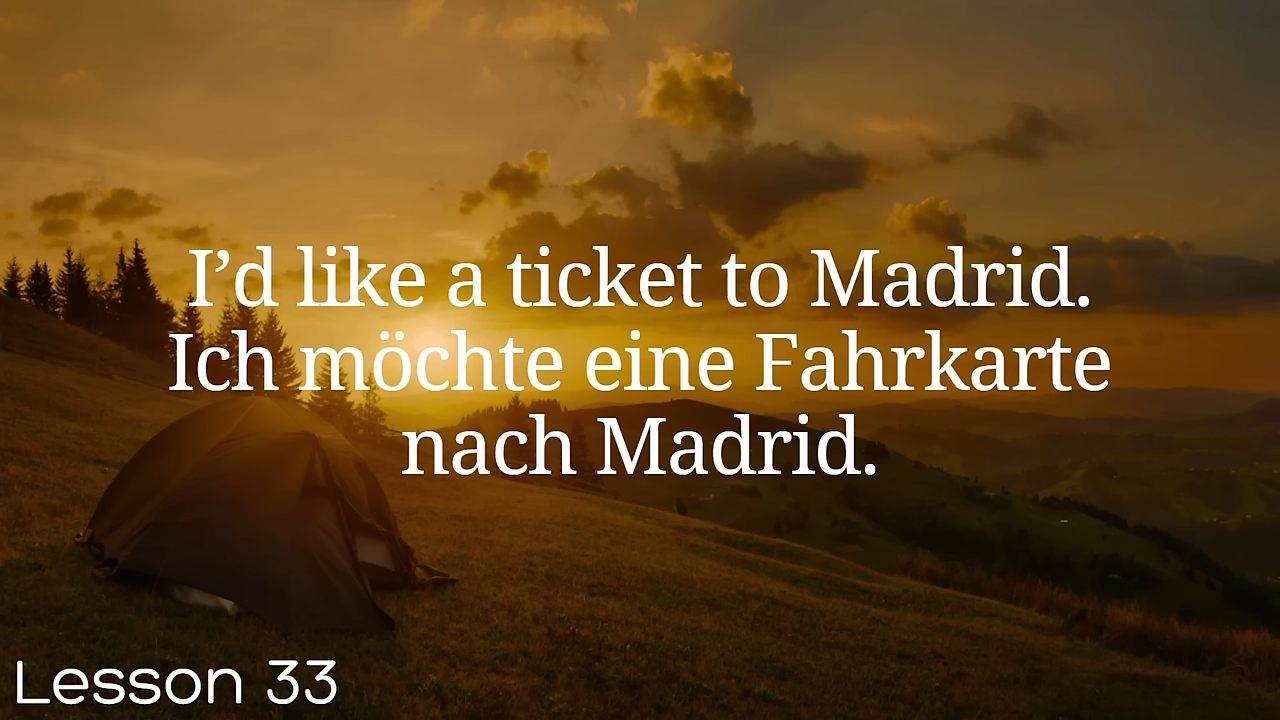 I’d like a ticket to Madrid.
Ich möchte eine Fahrkarte
nach Madrid.
Lesson 33